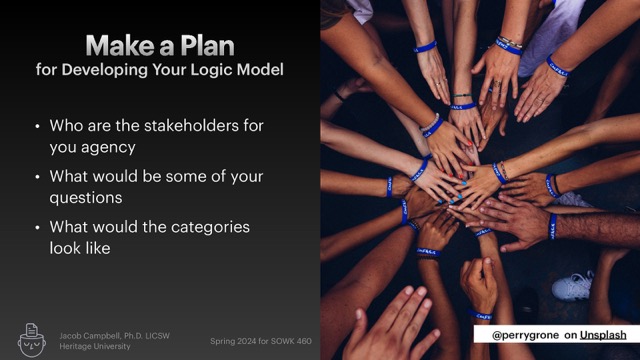 Make a Plan
for Developing Your Logic Model
• Who are the stakeholders for
you agency
• What would be some of your
questions
• What would the categories
look like
Jacob Campbell, Ph.D. LICSW
Heritage University
Spring 2024 for SOWK 460
@perrygrone on Unsplash